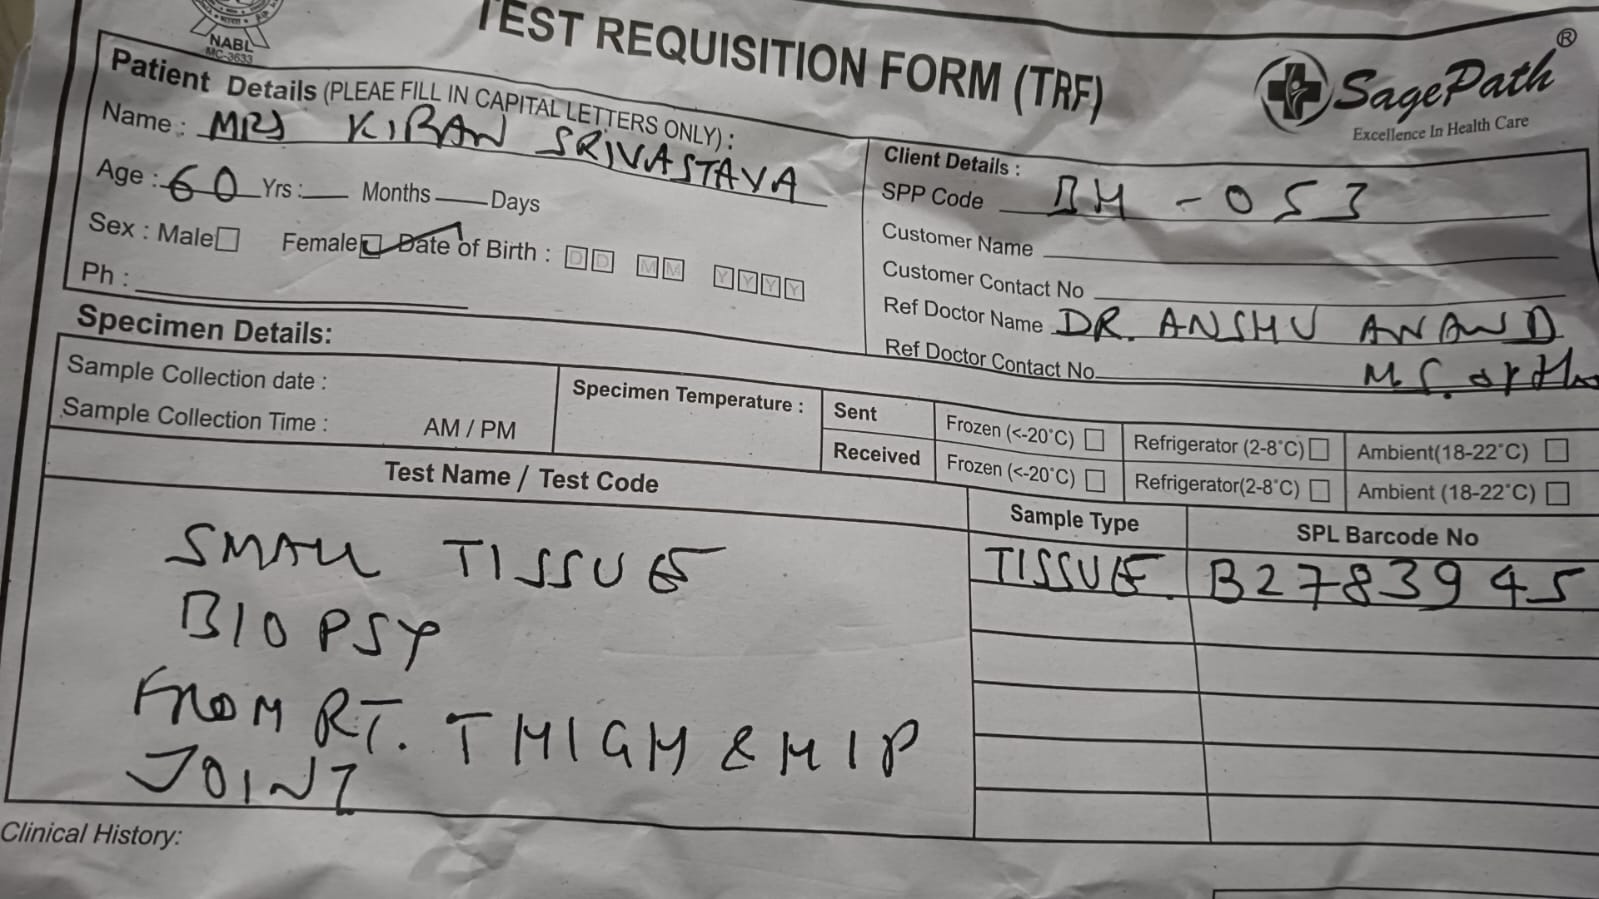 NABL
MC-3633
TEST REQUISITION FORM (TRF)
SagePath®
Excellence In Health Care
Patient Details (PLEAE FILL IN CAPITAL LETTERS ONLY) :
Name : MRS KIRAN SRIVASTAVA
Age : 60 Yrs : Months Days
Sex : Male Female Date of Birth : DD MM YYYY
Ph :
Client Details :
SPP Code BH - 053
Customer Name
Customer Contact No
Ref Doctor Name DR. ANSHU ANAND
M.S. ortho
Ref Doctor Contact No.
Specimen Details:
Sample Collection date :
Sample Collection Time : AM / PM
Specimen Temperature :
Sent Frozen (<-20°C) Refrigerator (2-8°C) Ambient(18-22°C)
Received Frozen (<-20°C) Refrigerator(2-8°C) Ambient (18-22°C)
Test Name / Test Code
Sample Type
SPL Barcode No
SMALL TISSUE
BIOPSY
FROM RT. THIGH & HIP
JOINT
TISSUE. B2783945
Clinical History: